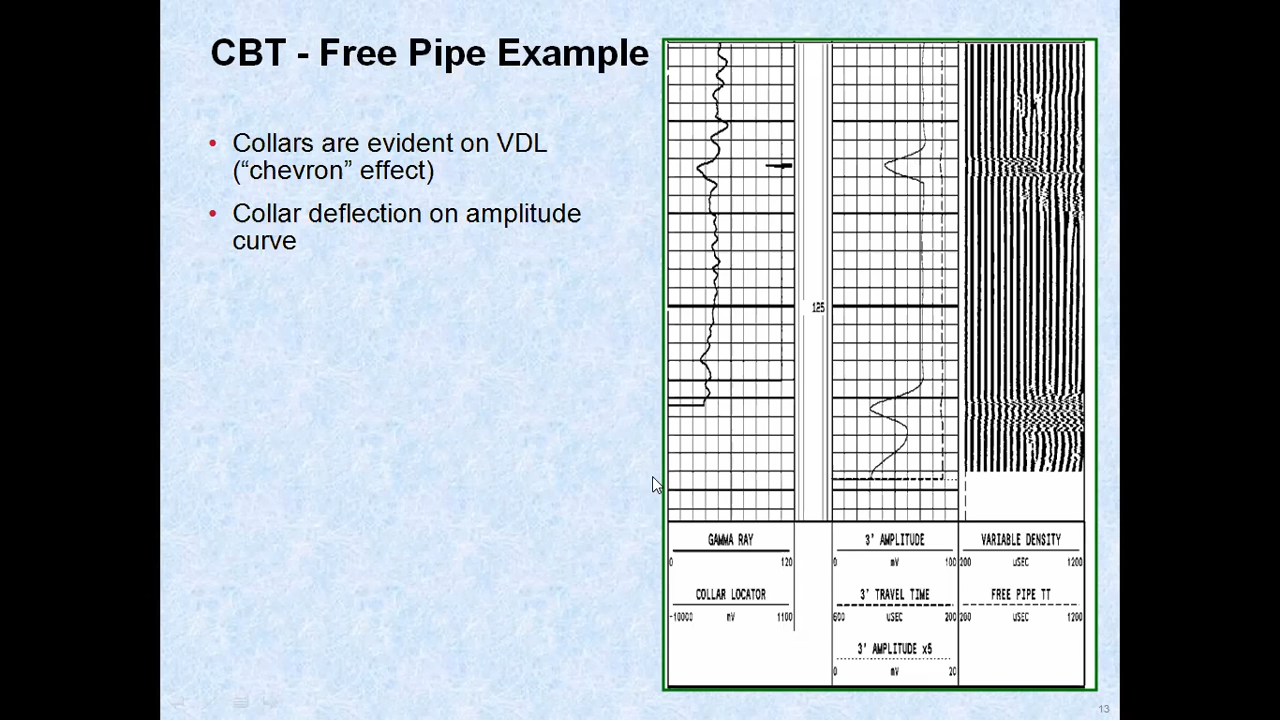 CBT - Free Pipe Example
• Collars are evident on VDL
(“chevron” effect)
• Collar deflection on amplitude
curve
125
GAMMA RAY
0 120
COLLAR LOCATOR
-10000 mV 1100
3' AMPLITUDE
0 mV 100
3' TRAVEL TIME
600 uSEC 200
3' AMPLITUDE x5
0 mV 20
VARIABLE DENSITY
200 uSEC 1200
FREE PIPE TT
200 uSEC 1200
13